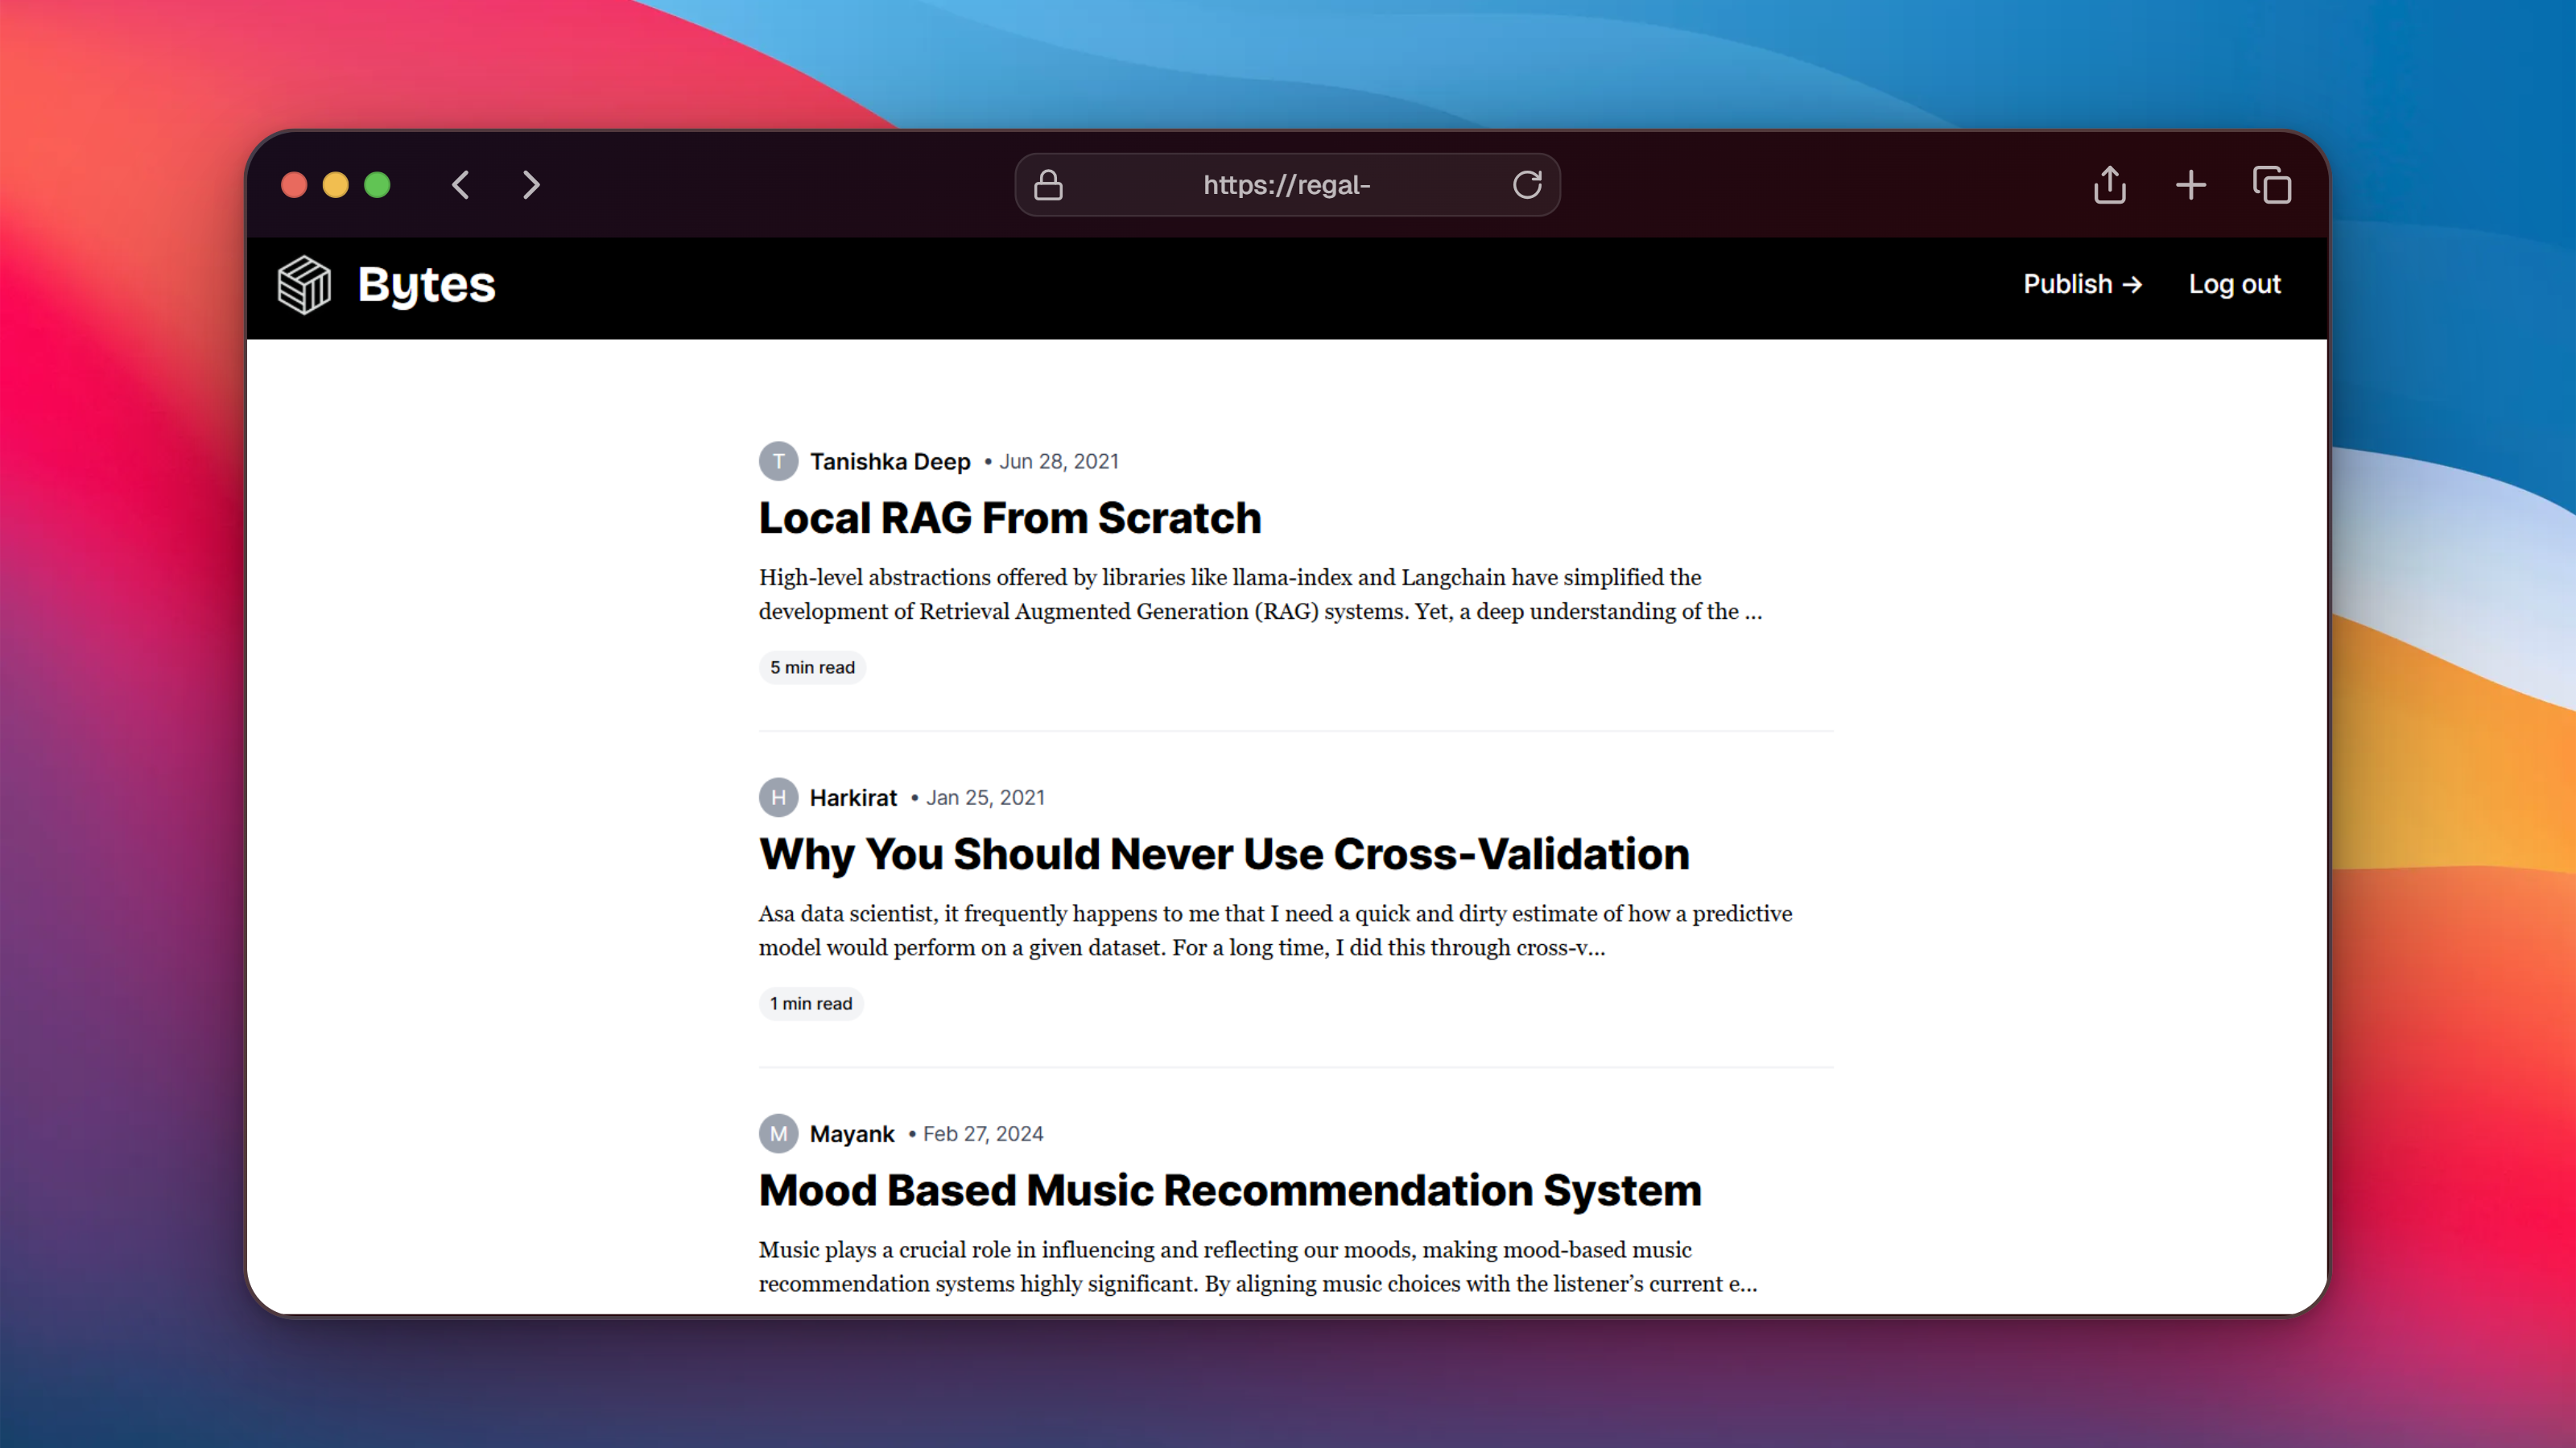 https://regal-
Bytes
Publish →
Log out
T Tanishka Deep • Jun 28, 2021
Local RAG From Scratch
High-level abstractions offered by libraries like llama-index and Langchain have simplified the
development of Retrieval Augmented Generation (RAG) systems. Yet, a deep understanding of the ...
5 min read
H Harkirat • Jan 25, 2021
Why You Should Never Use Cross-Validation
Asa data scientist, it frequently happens to me that I need a quick and dirty estimate of how a predictive
model would perform on a given dataset. For a long time, I did this through cross-v...
1 min read
M Mayank • Feb 27, 2024
Mood Based Music Recommendation System
Music plays a crucial role in influencing and reflecting our moods, making mood-based music
recommendation systems highly significant. By aligning music choices with the listener’s current e...